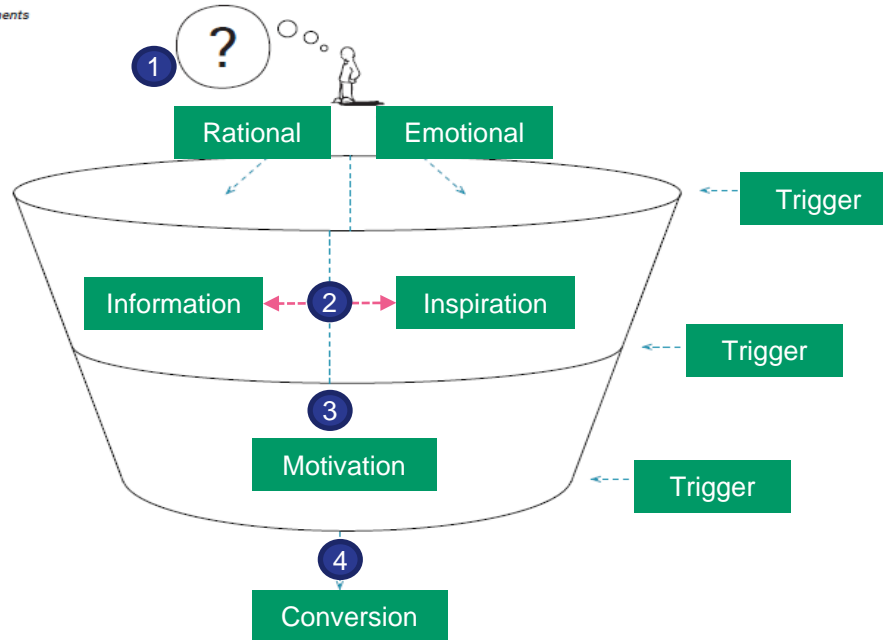 ?
1
Rational
Emotional
Trigger
Information
2
Inspiration
Trigger
3
Motivation
Trigger
4
Conversion